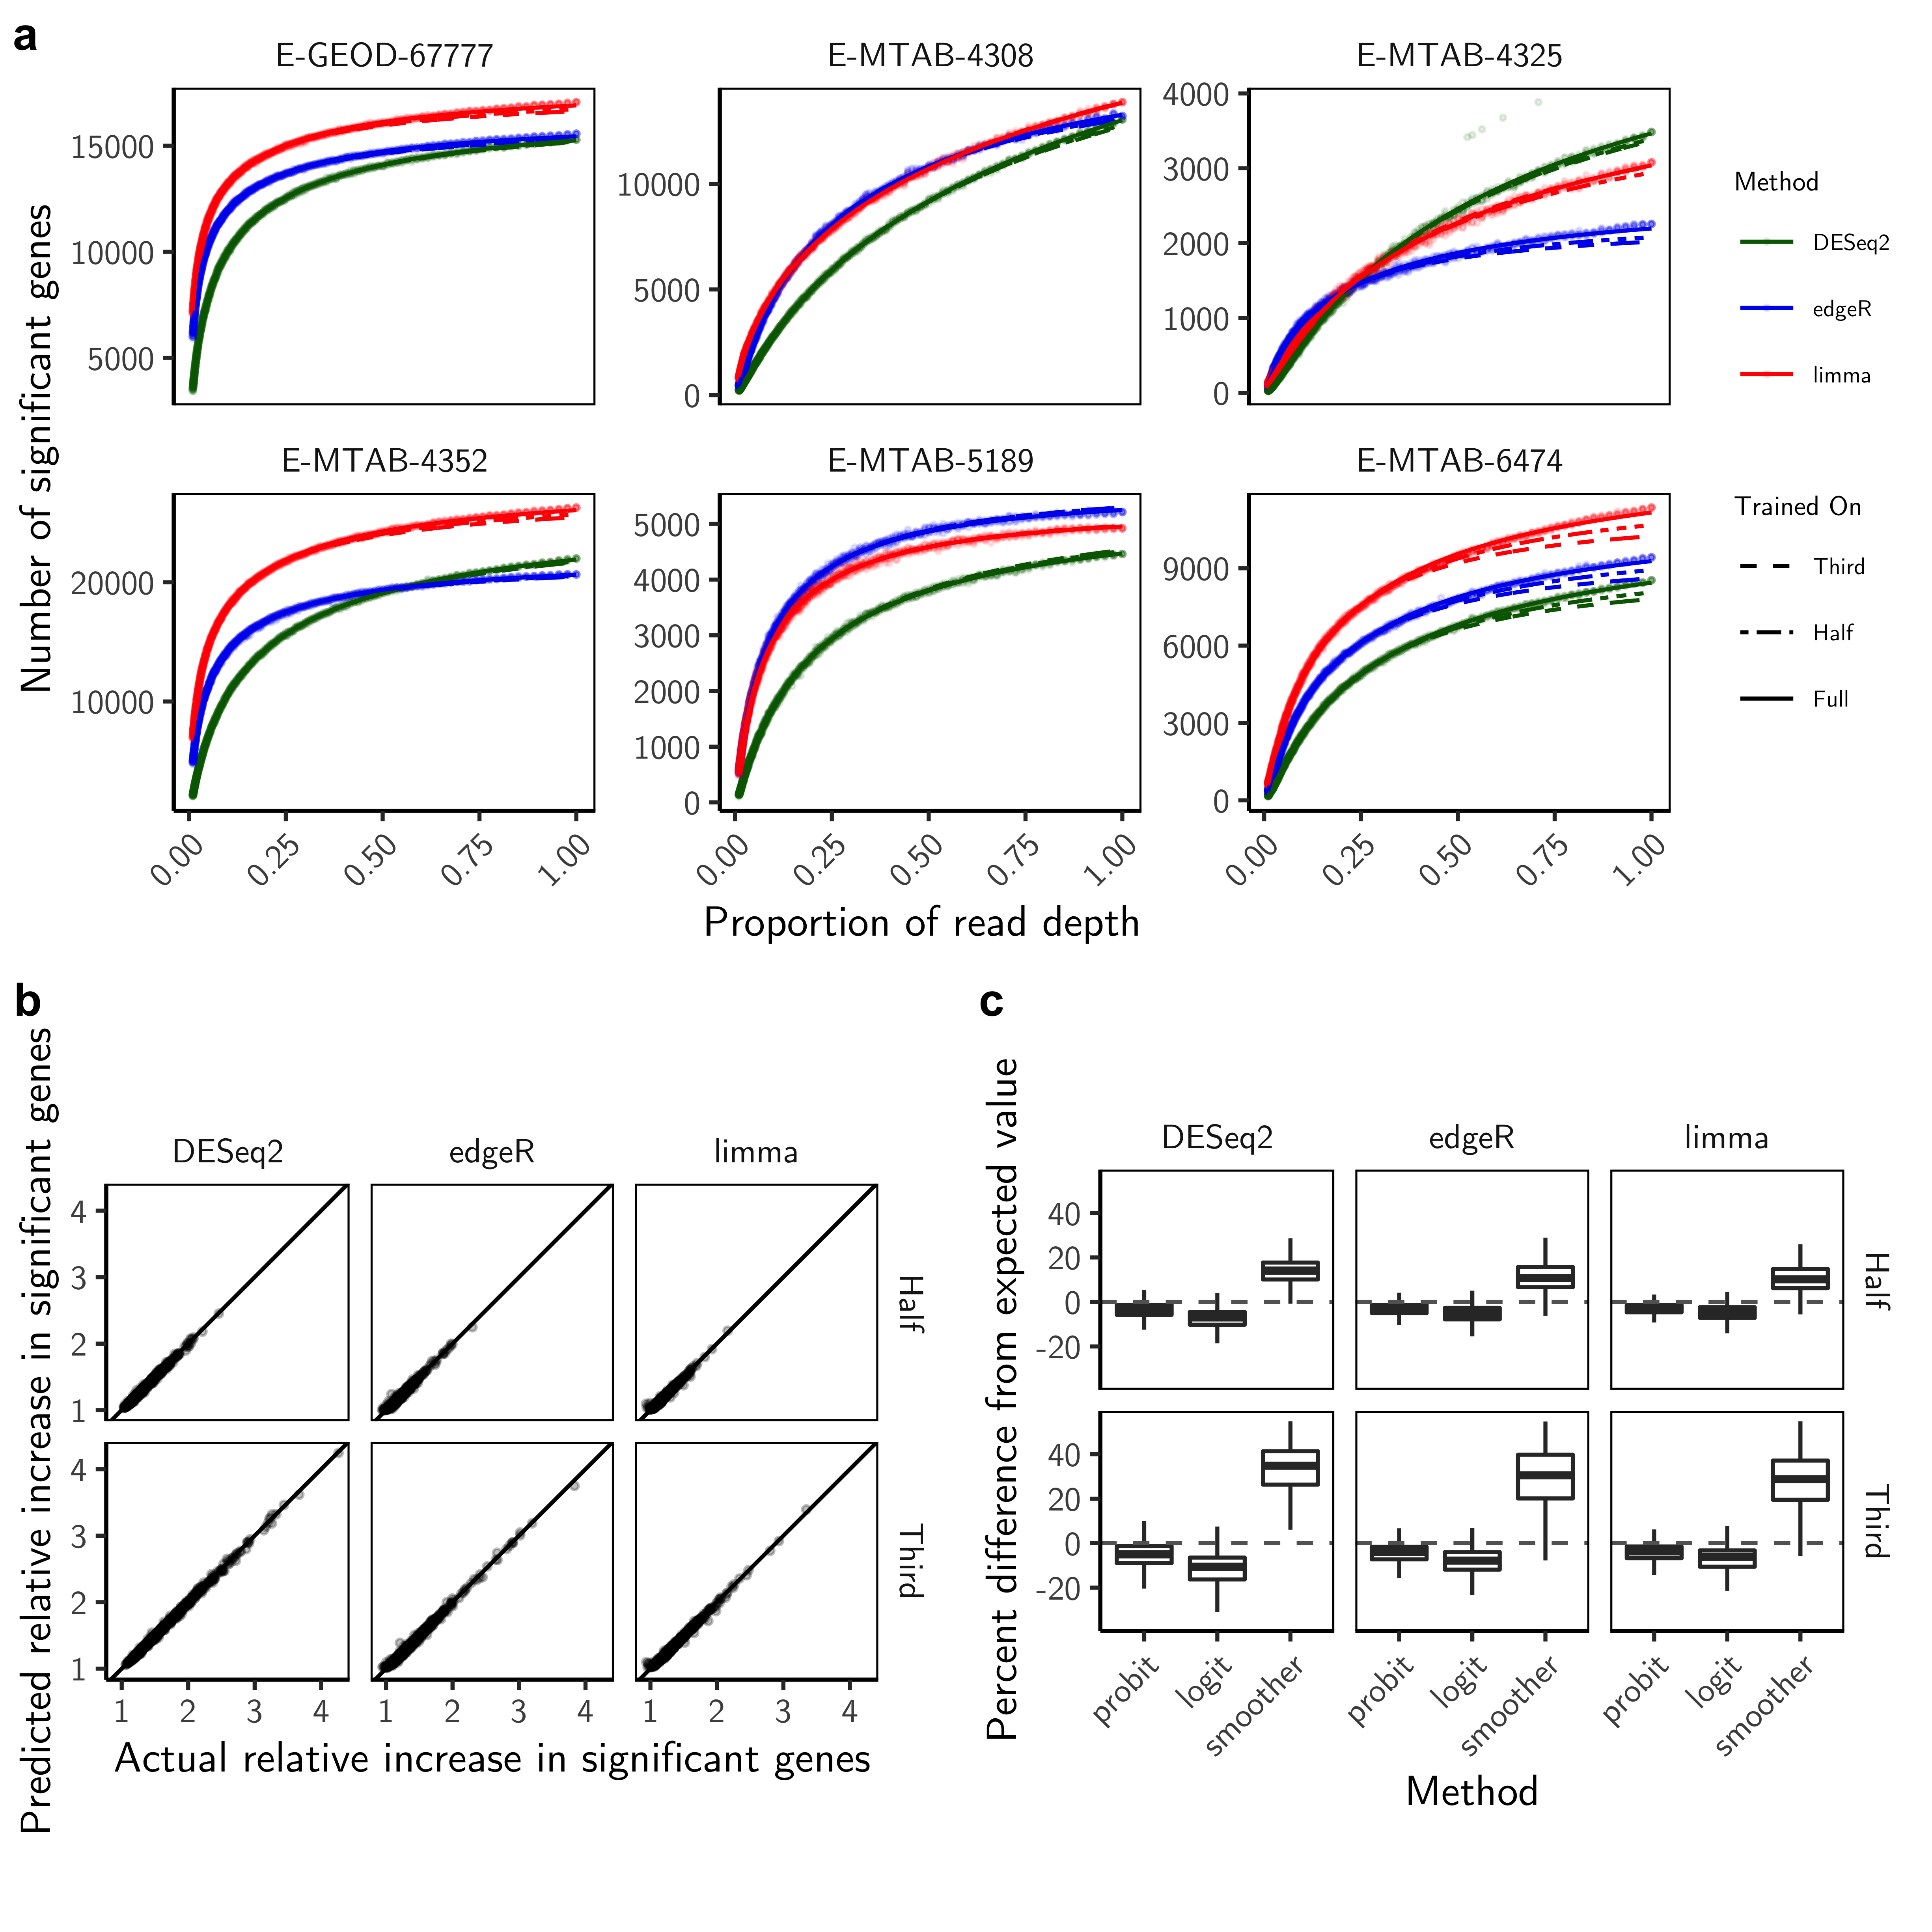 a
E-GEOD-67777
E-MTAB-4308
E-MTAB-4325
15000
10000
5000
10000
5000
0
4000
3000
2000
1000
0
Number of significant genes
Method
DESeq2
edgeR
limma
E-MTAB-4352
E-MTAB-5189
E-MTAB-6474
20000
10000
5000
4000
3000
2000
1000
0
9000
6000
3000
0
Trained On
Third
Half
Full
0.00 0.25 0.50 0.75 1.00
0.00 0.25 0.50 0.75 1.00
0.00 0.25 0.50 0.75 1.00
Proportion of read depth
b
Predicted relative increase in significant genes
DESeq2
edgeR
limma
4
3
2
1
Half
4
3
2
1
Third
1 2 3 4
1 2 3 4
1 2 3 4
Actual relative increase in significant genes
c
Percent difference from expected value
DESeq2
edgeR
limma
40
20
0
-20
Half
40
20
0
-20
Third
probit logit smoother
probit logit smoother
probit logit smoother
Method